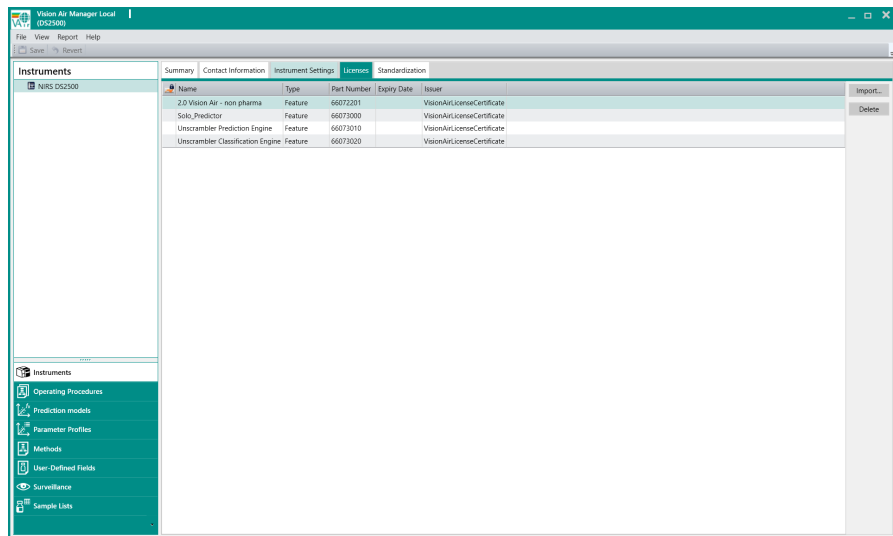 Vision Air Manager Local
(DS2500)
File View Report Help
Save Revert
Instruments
NIRS DS2500
Summary Contact Information Instrument Settings Licenses Standardization
Name Type Part Number Expiry Date Issuer
2.0 Vision Air - non pharma Feature 66072201 VisionAirLicenseCertificate
Solo_Predictor Feature 66073000 VisionAirLicenseCertificate
Unscrambler Prediction Engine Feature 66073010 VisionAirLicenseCertificate
Unscrambler Classification Engine Feature 66073020 VisionAirLicenseCertificate
Import...
Delete
Instruments
Operating Procedures
Prediction models
Parameter Profiles
Methods
User-Defined Fields
Surveillance
Sample Lists